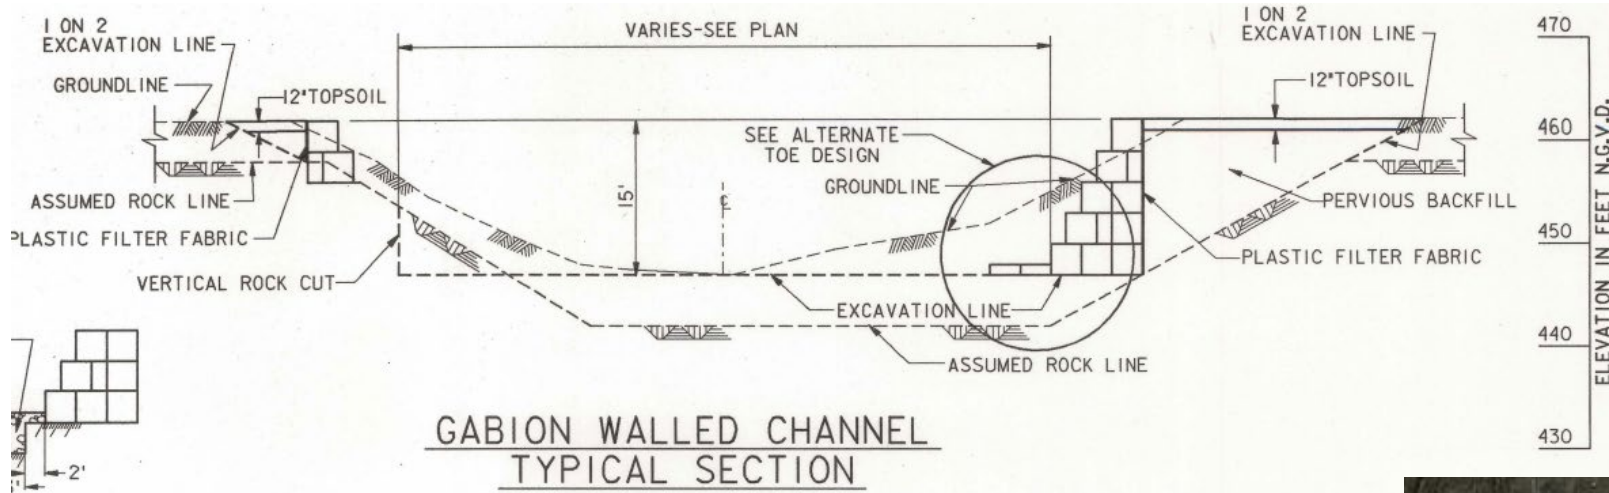 1 ON 2
EXCAVATION LINE
GROUNDLINE
12" TOPSOIL
ASSUMED ROCK LINE
PLASTIC FILTER FABRIC
VERTICAL ROCK CUT
VARIES-SEE PLAN
15'
℄
SEE ALTERNATE
TOE DESIGN
GROUNDLINE
EXCAVATION LINE
ASSUMED ROCK LINE
1 ON 2
EXCAVATION LINE
12" TOPSOIL
PERVIOUS BACKFILL
PLASTIC FILTER FABRIC
470
460
450
440
430
ELEVATION IN FEET N.G.V.D.
2'
GABION WALLED CHANNEL
TYPICAL SECTION